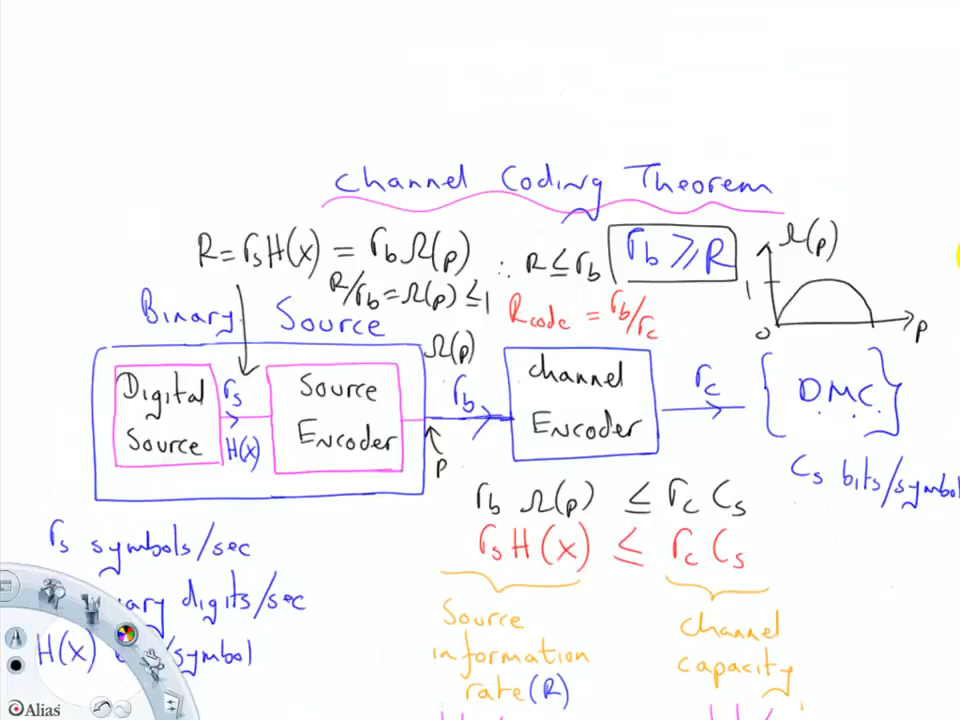 Channel Coding Theorem
R = rsH(x) = rb Ω(p) ∴ R ≤ rb rb ≥ R
R/rb = Ω(p) ≤ 1
Ω(p)
1
0
p
Binary Source
Rcode = rb/rc
Digital Source
rs
H(x)
Source Encoder
Ω(p)
rb
p
Channel Encoder
rc
{ D.M.C. }
Cs bits/symbol
rb Ω(p) ≤ rc Cs
rs H(x) ≤ rc Cs
rs symbols/sec
digits/sec
H(x) /symbol
Source information rate (R)
Channel capacity
Alias